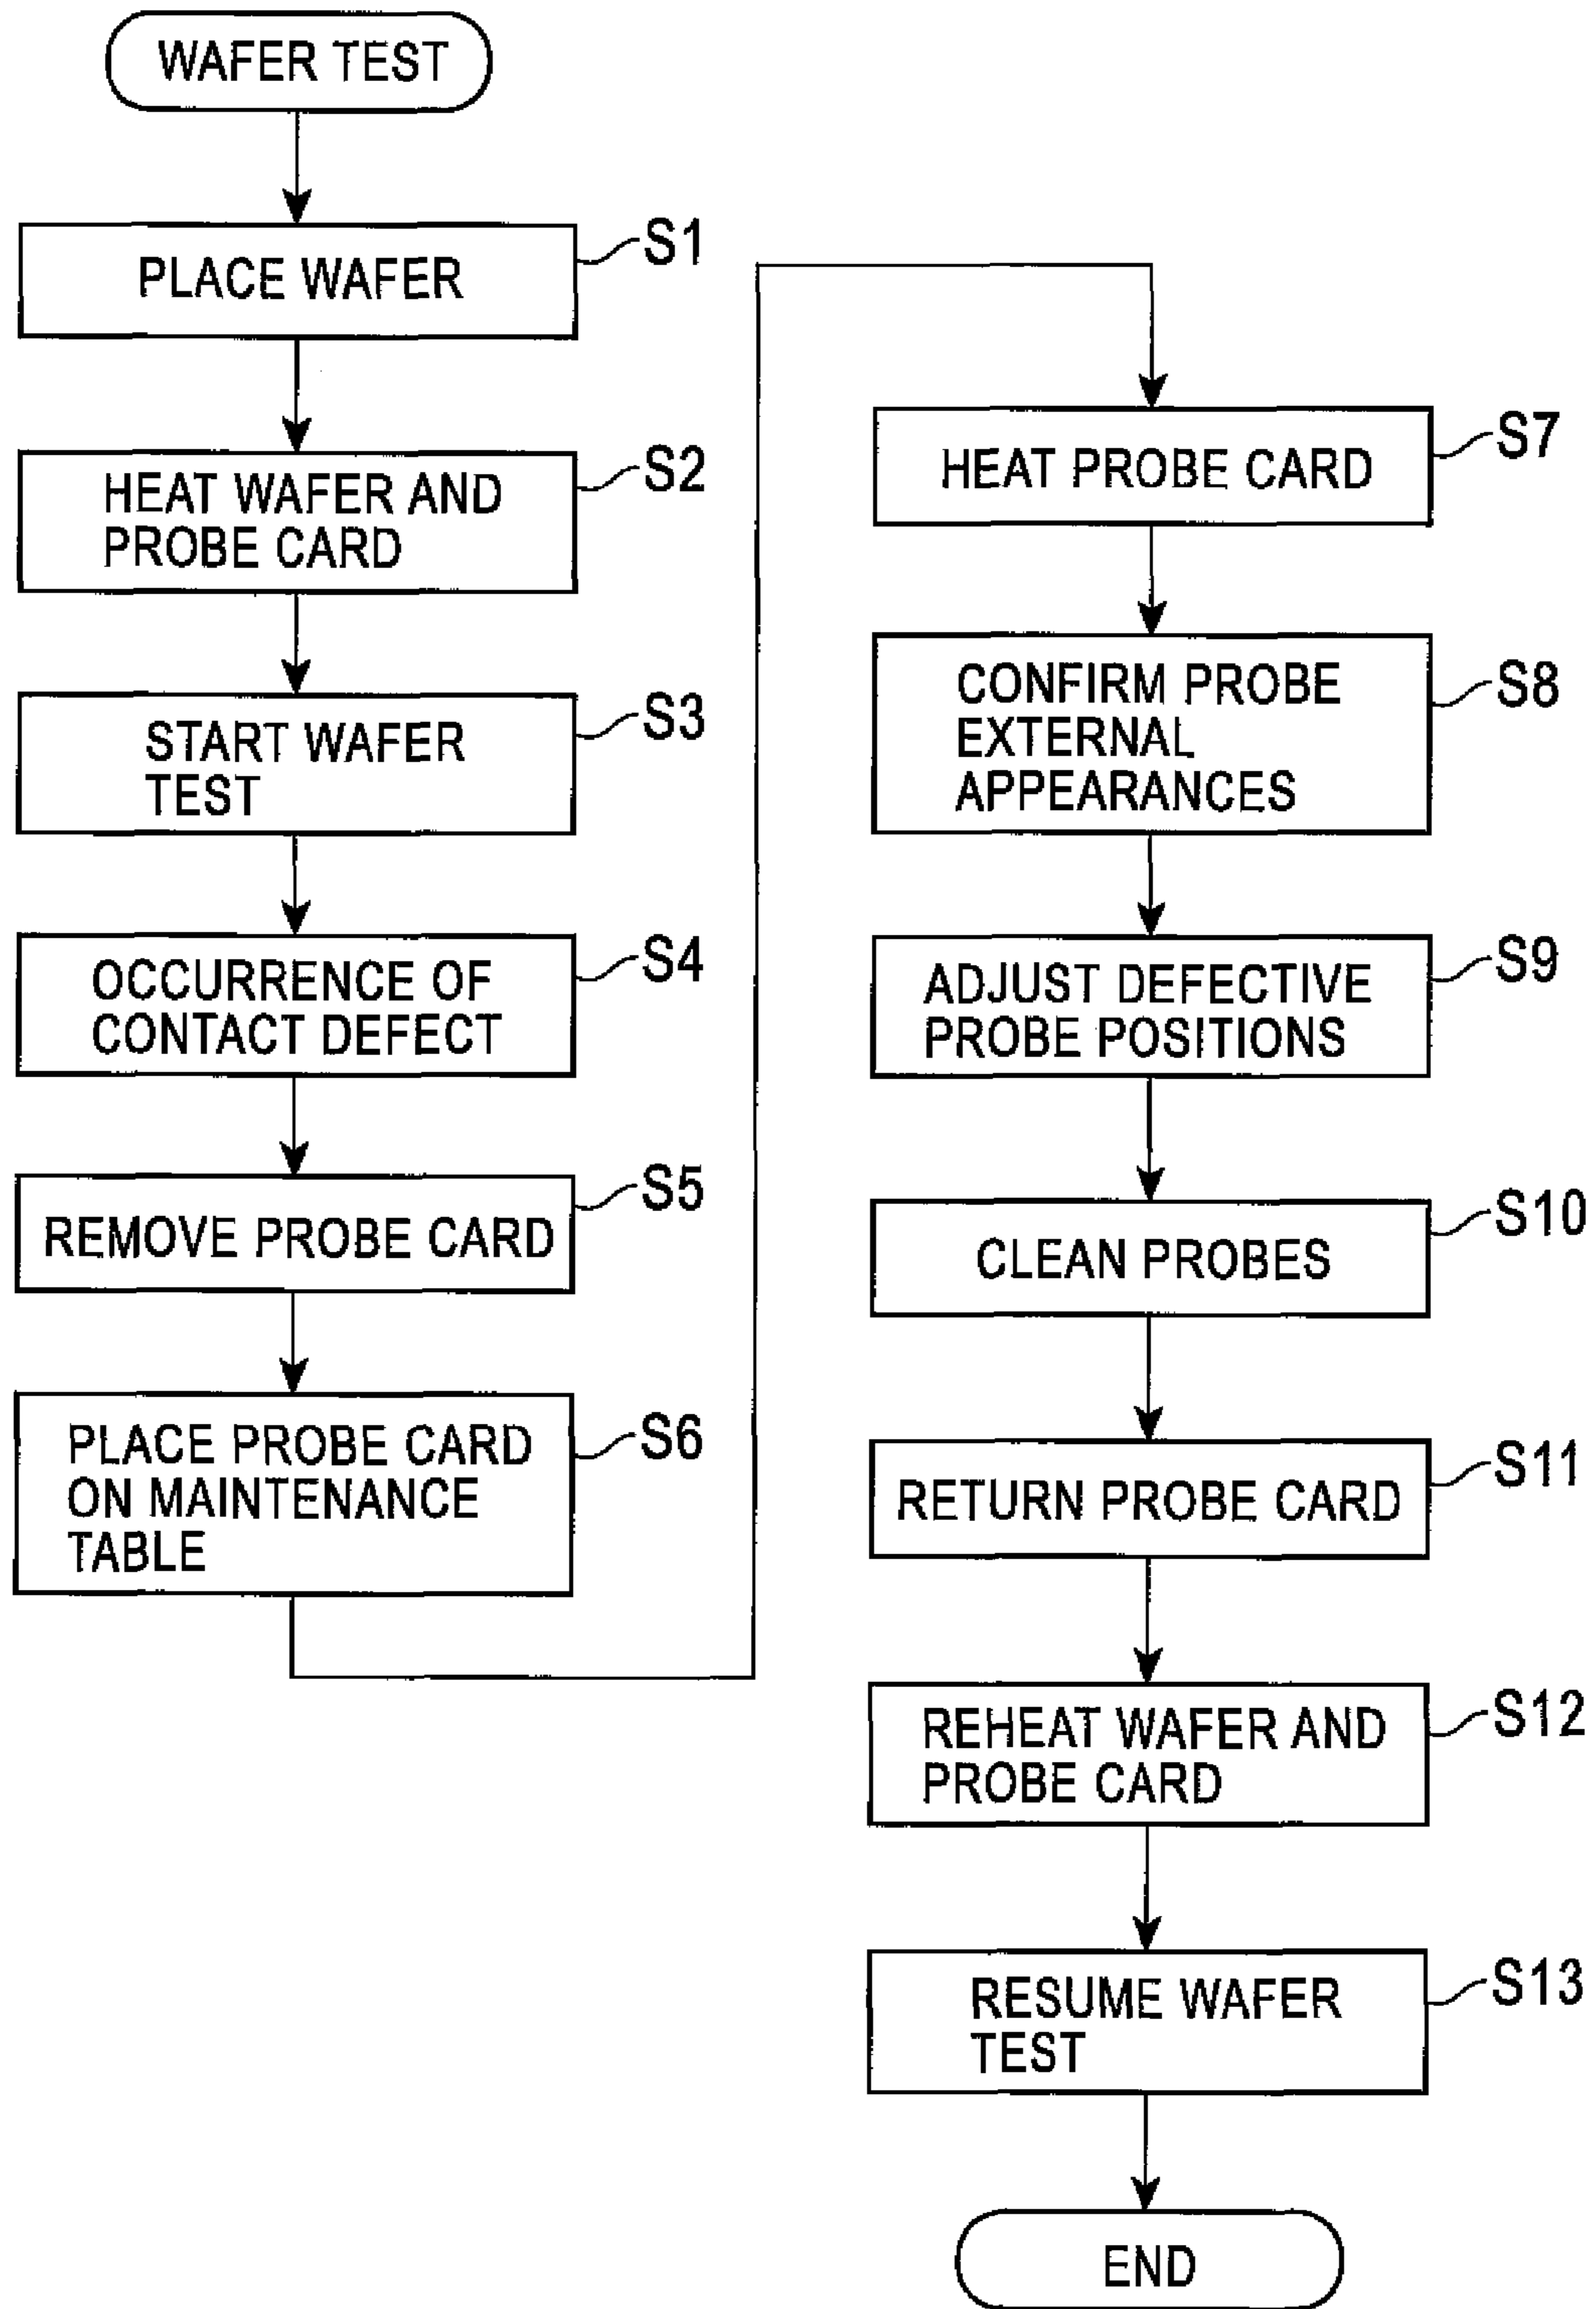 WAFER TEST
PLACE WAFER
S1
HEAT WAFER AND
PROBE CARD
S2
START WAFER
TEST
S3
OCCURRENCE OF
CONTACT DEFECT
S4
REMOVE PROBE CARD
S5
PLACE PROBE CARD
ON MAINTENANCE
TABLE
S6
HEAT PROBE CARD
S7
CONFIRM PROBE
EXTERNAL
APPEARANCES
S8
ADJUST DEFECTIVE
PROBE POSITIONS
S9
CLEAN PROBES
S10
RETURN PROBE CARD
S11
REHEAT WAFER AND
PROBE CARD
S12
RESUME WAFER
TEST
S13
END